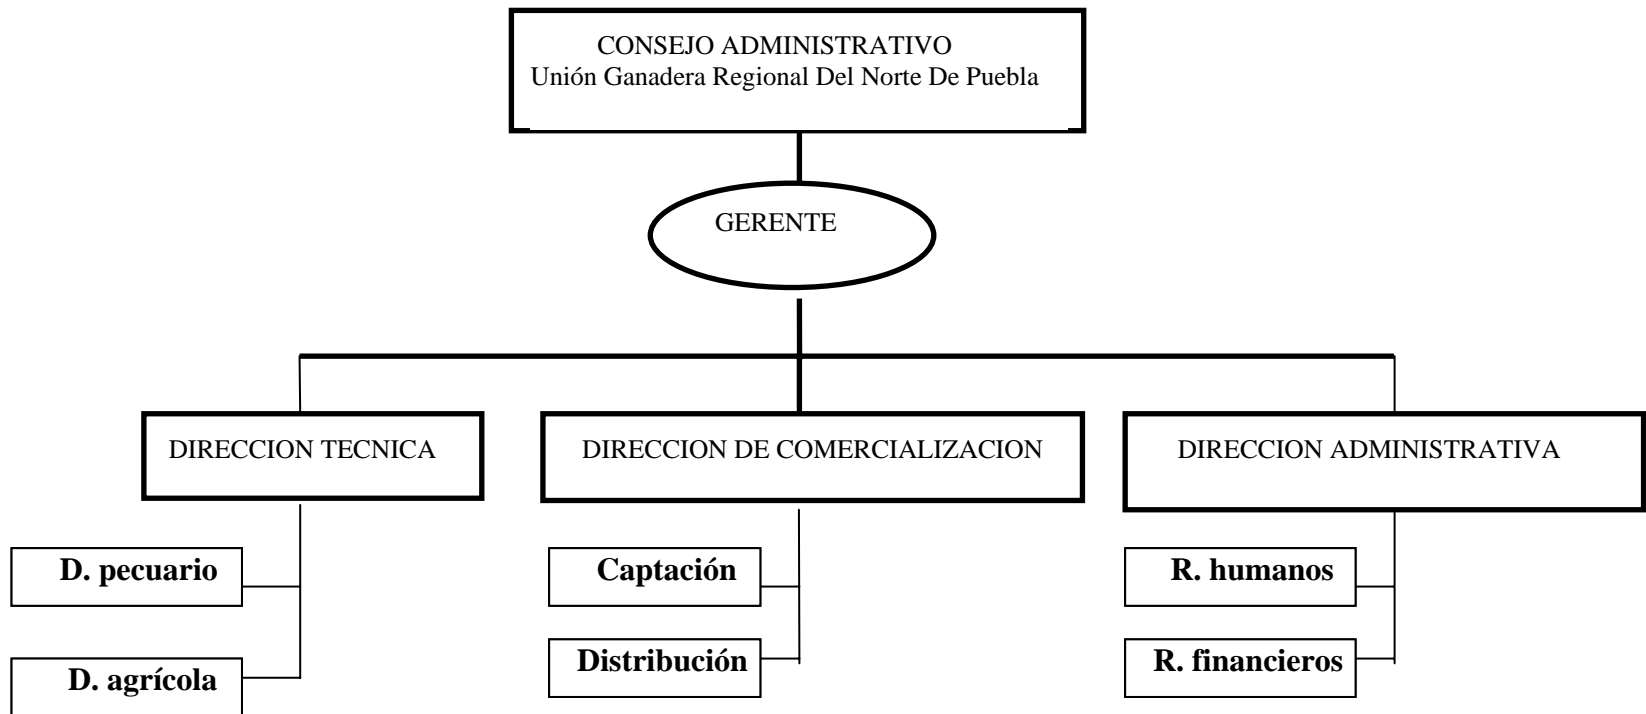 CONSEJO ADMINISTRATIVO
Unión Ganadera Regional Del Norte De Puebla
GERENTE
DIRECCION TECNICA
DIRECCION DE COMERCIALIZACION
DIRECCION ADMINISTRATIVA
D. pecuario
Captación
R. humanos
D. agrícola
Distribución
R. financieros